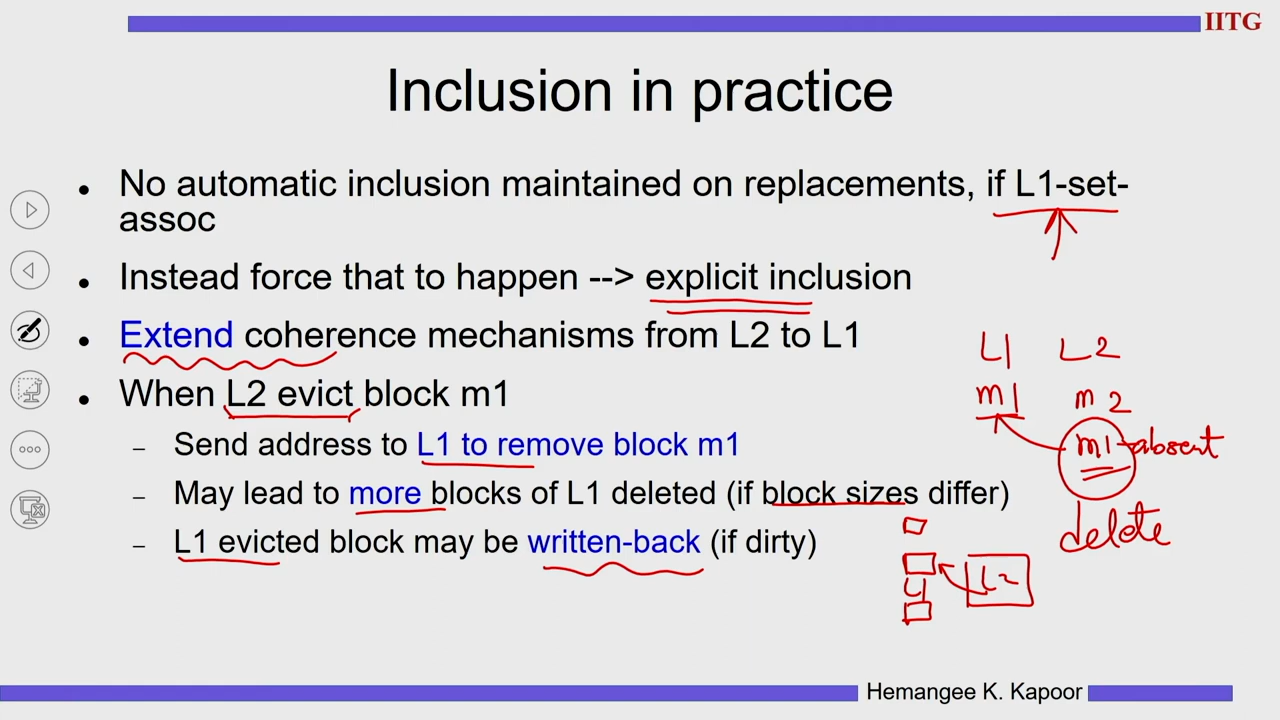 IITG
Inclusion in practice
● No automatic inclusion maintained on replacements, if L1-set-
assoc
● Instead force that to happen --> explicit inclusion
● Extend coherence mechanisms from L2 to L1
● When L2 evict block m1
– Send address to L1 to remove block m1
– May lead to more blocks of L1 deleted (if block sizes differ)
– L1 evicted block may be written-back (if dirty)
L1 L2
m1 m2
m1-absent
delete
L1 L2
Hemangee K. Kapoor